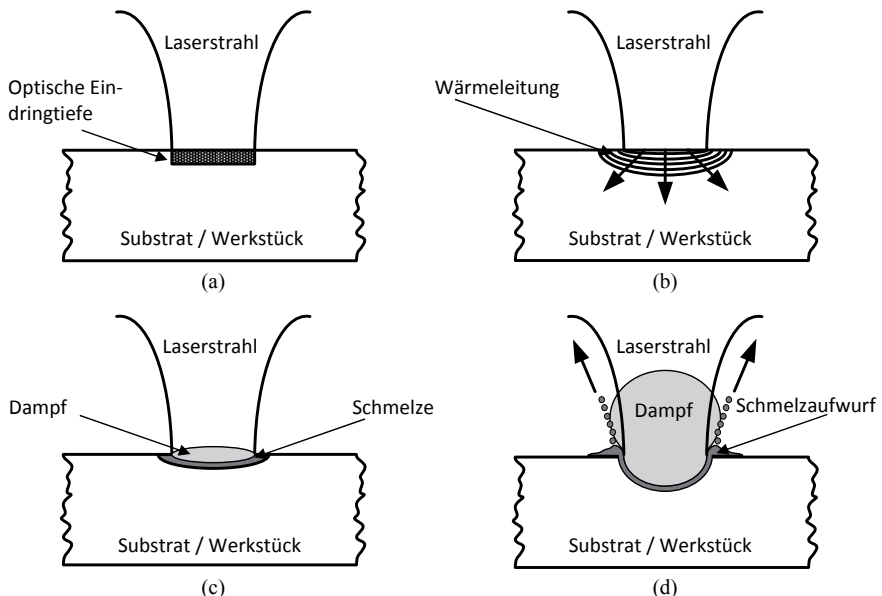 Laserstrahl
Optische Ein-
dringtiefe
Substrat / Werkstück
(a)
Laserstrahl
Wärmeleitung
Substrat / Werkstück
(b)
Laserstrahl
Dampf
Schmelze
Substrat / Werkstück
(c)
Laserstrahl
Dampf
Schmelzaufwurf
Substrat / Werkstück
(d)